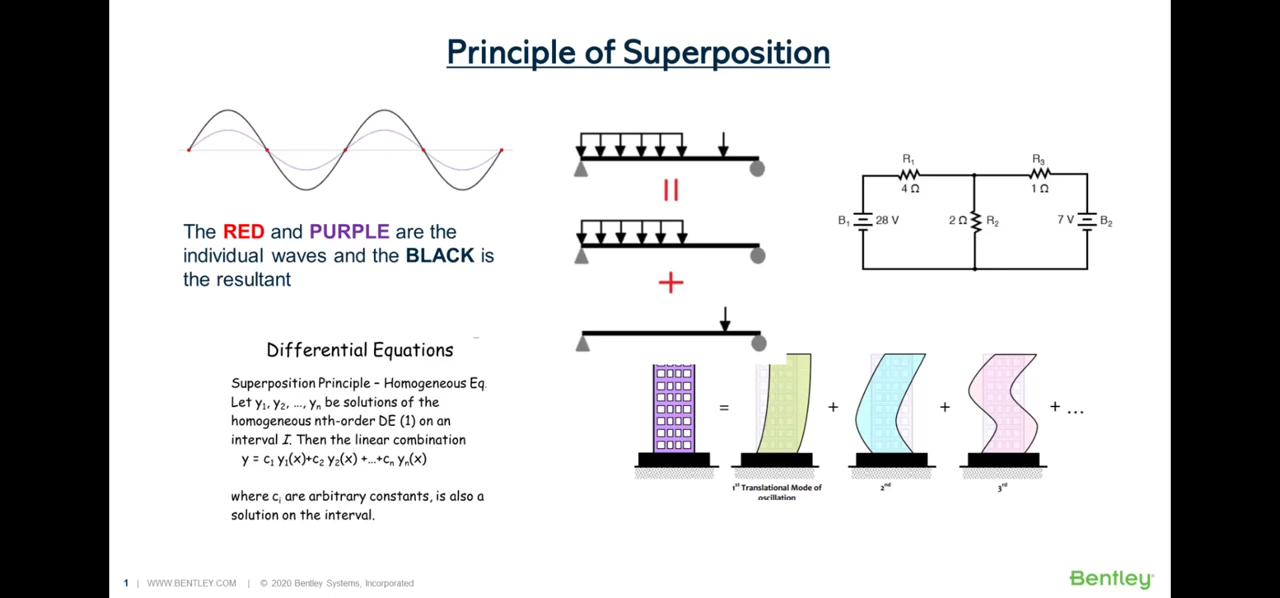 Principle of Superposition
The RED and PURPLE are the
individual waves and the BLACK is
the resultant
Differential Equations
Superposition Principle – Homogeneous Eq.
Let y₁, y₂, ..., yₙ be solutions of the
homogeneous nth-order DE (1) on an
interval I. Then the linear combination
y = c₁ y₁(x)+c₂ y₂(x) +...+cₙ yₙ(x)
where cᵢ are arbitrary constants, is also a
solution on the interval.
=
+
R₁
4 Ω
R₃
1 Ω
B₁
28 V
2 Ω
R₂
7 V
B₂
= + + + ...
1st Translational Mode of
oscillation
2nd
3rd
1 | WWW.BENTLEY.COM | © 2020 Bentley Systems, Incorporated
Bentley®